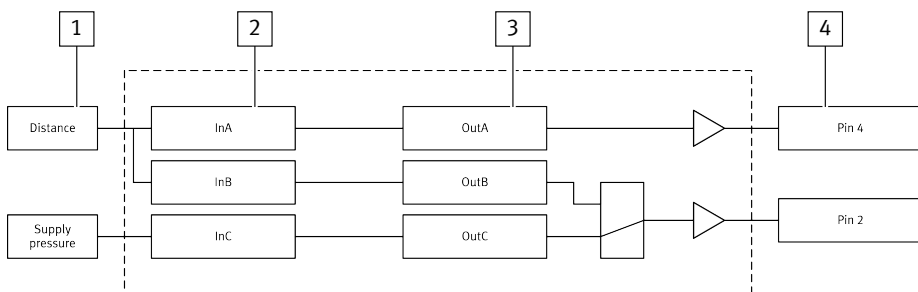 1
2
3
4
Distance
InA
OutA
Pin 4
InB
OutB
Supply
pressure
InC
OutC
Pin 2